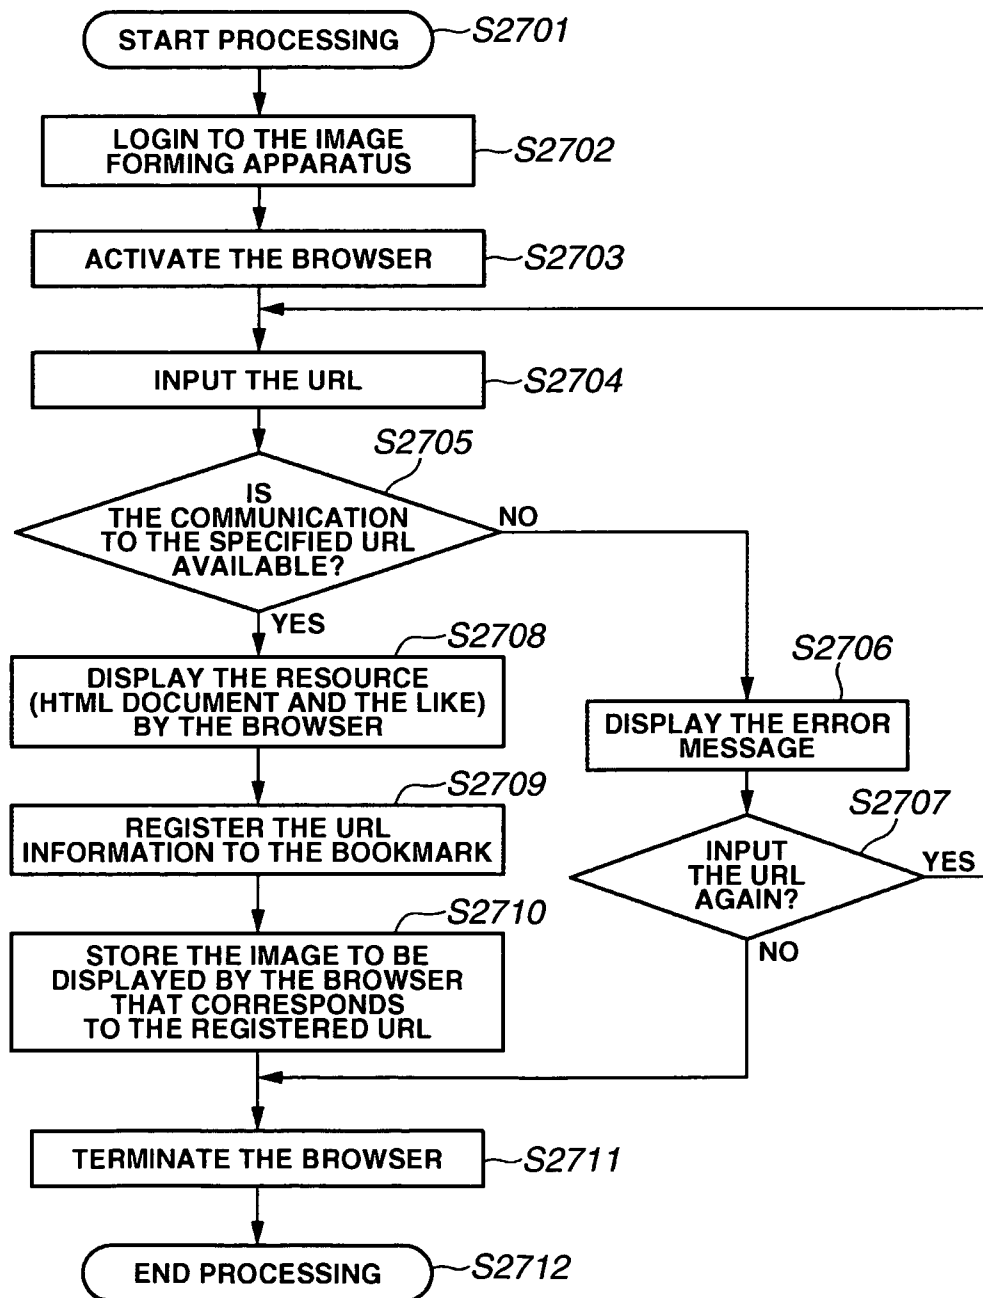 START PROCESSING
S2701
LOGIN TO THE IMAGE
FORMING APPARATUS
S2702
ACTIVATE THE BROWSER
S2703
INPUT THE URL
S2704
S2705
IS
THE COMMUNICATION
TO THE SPECIFIED URL
AVAILABLE?
NO
YES
S2708
DISPLAY THE RESOURCE
(HTML DOCUMENT AND THE LIKE)
BY THE BROWSER
S2706
DISPLAY THE ERROR
MESSAGE
S2709
REGISTER THE URL
INFORMATION TO THE BOOKMARK
S2707
INPUT
THE URL
AGAIN?
YES
NO
S2710
STORE THE IMAGE TO BE
DISPLAYED BY THE BROWSER
THAT CORRESPONDS
TO THE REGISTERED URL
TERMINATE THE BROWSER
S2711
END PROCESSING
S2712